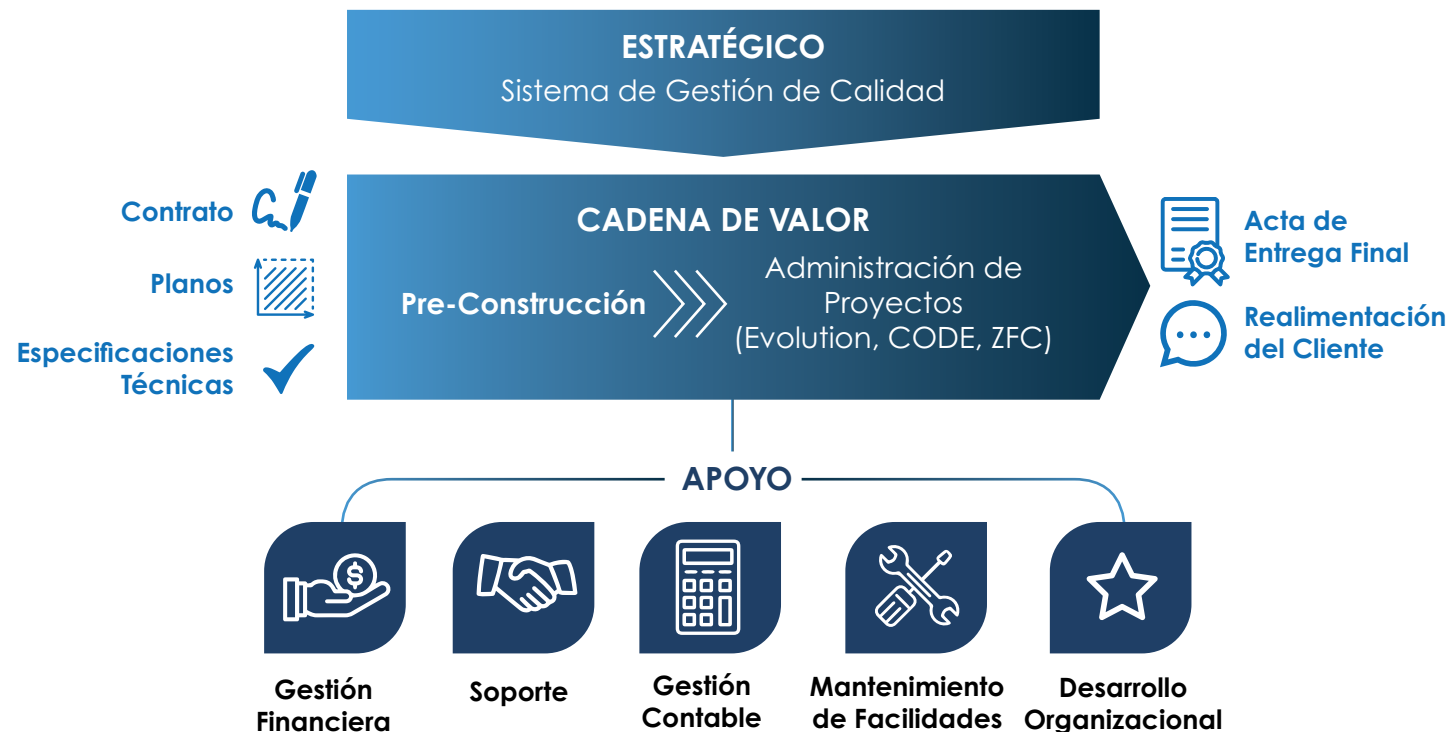 ESTRATÉGICO
Sistema de Gestión de Calidad
Contrato
Planos
Especificaciones
Técnicas
CADENA DE VALOR
Pre-Construcción
Administración de
Proyectos
(Evolution, CODE, ZFC)
Acta de
Entrega Final
Realimentación
del Cliente
APOYO
$
Gestión
Financiera
Soporte
Gestión
Contable
Mantenimiento
de Facilidades
Desarrollo
Organizacional